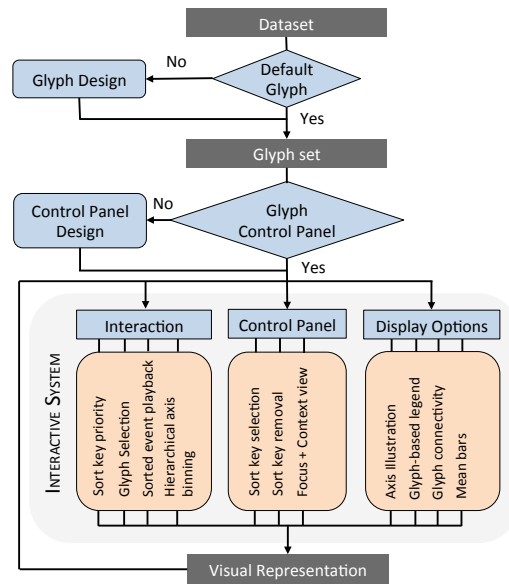 Dataset
Default
Glyph
No
Glyph Design
Yes
Glyph set
Glyph
Control Panel
No
Control Panel
Design
Yes
INTERACTIVE SYSTEM
Interaction
Sort key priority
Glyph Selection
Sorted event playback
Hierarchical axis
binning
Control Panel
Sort key selection
Sort key removal
Focus + Context view
Display Options
Axis Illustration
Glyph-based legend
Glyph connectivity
Mean bars
Visual Representation